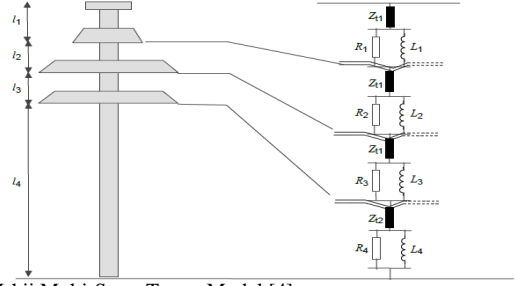 l1
l2
l3
l4
Zt1
R1 L1
Zt1
R2 L2
Zt1
R3 L3
Zt2
R4 L4
Multi-Storey Tower Model [4]